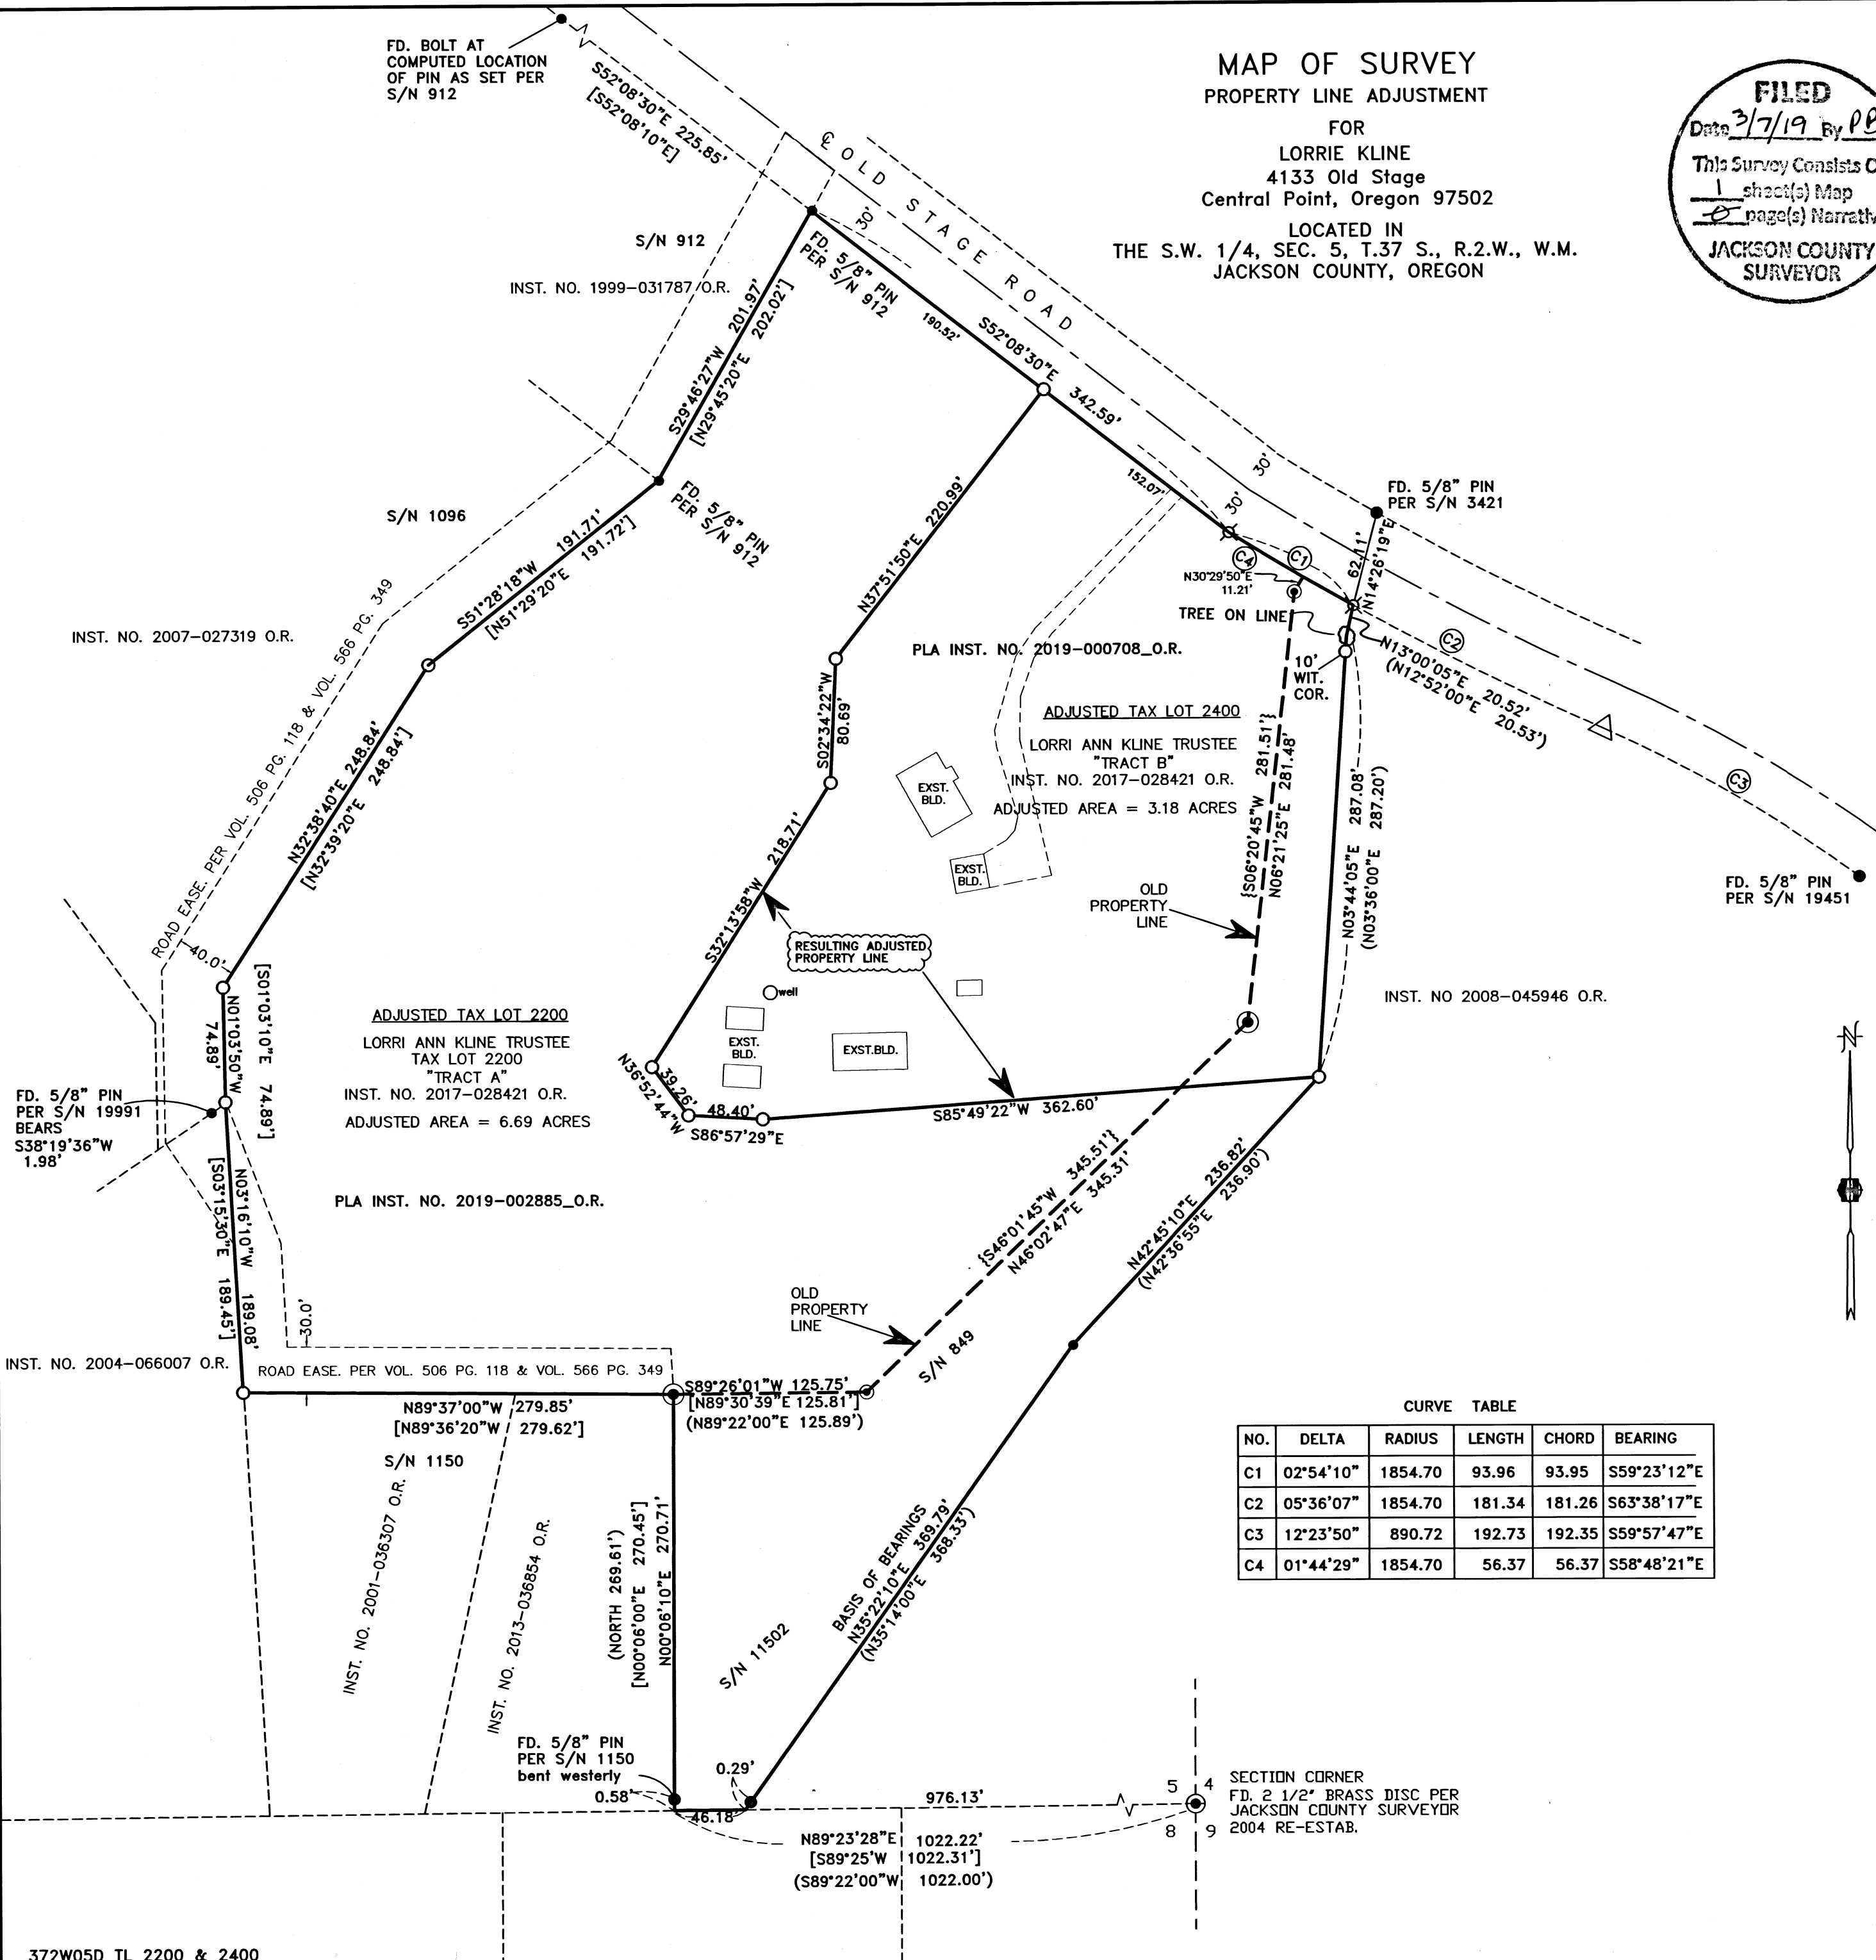 MAP OF SURVEY
PROPERTY LINE ADJUSTMENT
FOR
LORRIE KLINE
4133 Old Stage
Central Point, Oregon 97502
LOCATED IN
THE S.W. 1/4, SEC. 5, T.37 S., R.2.W., W.M.
JACKSON COUNTY, OREGON
FILED
Date 3/7/19 By PB
This Survey Consists O
1 sheet(s) Map
0 page(s) Narrativ
JACKSON COUNTY
SURVEYOR
FD. BOLT AT
COMPUTED LOCATION
OF PIN AS SET PER
S/N 912
S52°08'30"E 225.85'
[S52°08'10"E]
℄ OLD STAGE ROAD
30'
S/N 912
INST. NO. 1999-031787 O.R.
FD. 5/8" PIN
PER S/N 912
S29°46'27"W 201.97'
[N29°45'20"E 202.02']
190.52'
S52°08'30"E 342.59'
152.07'
30'
30'
FD. 5/8" PIN
PER S/N 3421
S/N 1096
FD. 5/8" PIN
PER S/N 912
S51°28'18"W 191.71'
[N51°29'20"E 191.72']
N37°51'50"E 220.99'
C4
C1
N30°29'50"E
11.21'
62.11'
N14°26'19"E
TREE ON LINE
C2
N13°00'05"E 20.52'
(N12°52'00"E 20.53')
10'
WIT.
COR.
C3
FD. 5/8" PIN
PER S/N 19451
INST. NO. 2007-027319 O.R.
ROAD EASE. PER VOL. 506 PG. 118 & VOL. 566 PG. 349
PLA INST. NO. 2019-000708_O.R.
ADJUSTED TAX LOT 2400
LORRI ANN KLINE TRUSTEE
"TRACT B"
INST. NO. 2017-028421 O.R.
ADJUSTED AREA = 3.18 ACRES
S02°34'22"W
80.69'
EXST.
BLD.
EXST.
BLD.
N32°38'40"E 248.84'
[N32°39'20"E 248.84']
S32°13'58"W 218.71'
{S06°20'45"W 281.51'}
N06°21'25"E 281.48'
N03°44'05"E 287.08'
(N03°36'00"E 287.20')
OLD
PROPERTY
LINE
RESULTING ADJUSTED
PROPERTY LINE
well
EXST.
BLD.
EXST.BLD.
40.0'
N01°03'50"W
74.89'
[S01°03'10"E 74.89']
ADJUSTED TAX LOT 2200
LORRI ANN KLINE TRUSTEE
TAX LOT 2200
"TRACT A"
INST. NO. 2017-028421 O.R.
ADJUSTED AREA = 6.69 ACRES
INST. NO 2008-045946 O.R.
N36°52'44"W
39.26'
48.40'
S86°57'29"E
S85°49'22"W 362.60'
FD. 5/8" PIN
PER S/N 19991
BEARS
S38°19'36"W
1.98'
N03°16'10"W 189.08'
[S03°15'30"E 189.45']
PLA INST. NO. 2019-002885_O.R.
{S46°01'45"W 345.51'}
N46°02'47"E 345.31'
N42°45'10"E 236.82'
(N42°36'55"E 236.90')
OLD
PROPERTY
LINE
S/N 849
30.0'
INST. NO. 2004-066007 O.R.
ROAD EASE. PER VOL. 506 PG. 118 & VOL. 566 PG. 349
S89°26'01"W 125.75'
[N89°30'39"E 125.81']
(N89°22'00"E 125.89')
N89°37'00"W 279.85'
[N89°36'20"W 279.62']
S/N 1150
INST. NO. 2001-036307 O.R.
INST. NO. 2013-036854 O.R.
(NORTH 269.61')
[N00°06'00"E 270.45']
N00°06'10"E 270.71'
S/N 11502
BASIS OF BEARINGS
N35°22'10"E 369.79'
(N35°14'00"E 368.33')
CURVE TABLE
NO. DELTA RADIUS LENGTH CHORD BEARING
C1 02°54'10" 1854.70 93.96 93.95 S59°23'12"E
C2 05°36'07" 1854.70 181.34 181.26 S63°38'17"E
C3 12°23'50" 890.72 192.73 192.35 S59°57'47"E
C4 01°44'29" 1854.70 56.37 56.37 S58°48'21"E
FD. 5/8" PIN
PER S/N 1150
bent westerly
0.58'
0.29'
46.18'
976.13'
N89°23'28"E 1022.22'
[S89°25'W 1022.31']
(S89°22'00"W 1022.00')
5 4
8 9
SECTION CORNER
FD. 2 1/2" BRASS DISC PER
JACKSON COUNTY SURVEYOR
2004 RE-ESTAB.
N
372W05D TL 2200 & 2400